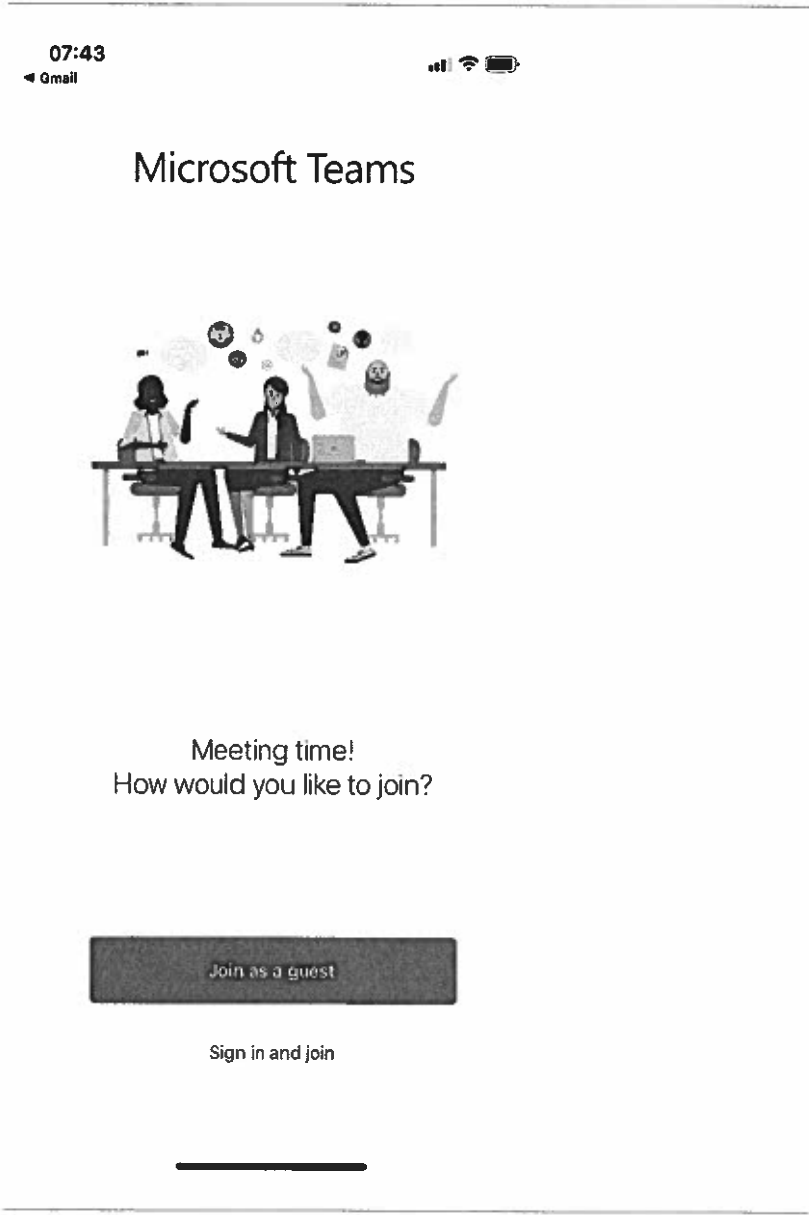 07:43
◀ Gmail
Microsoft Teams
Meeting time!
How would you like to join?
Join as a guest
Sign in and join